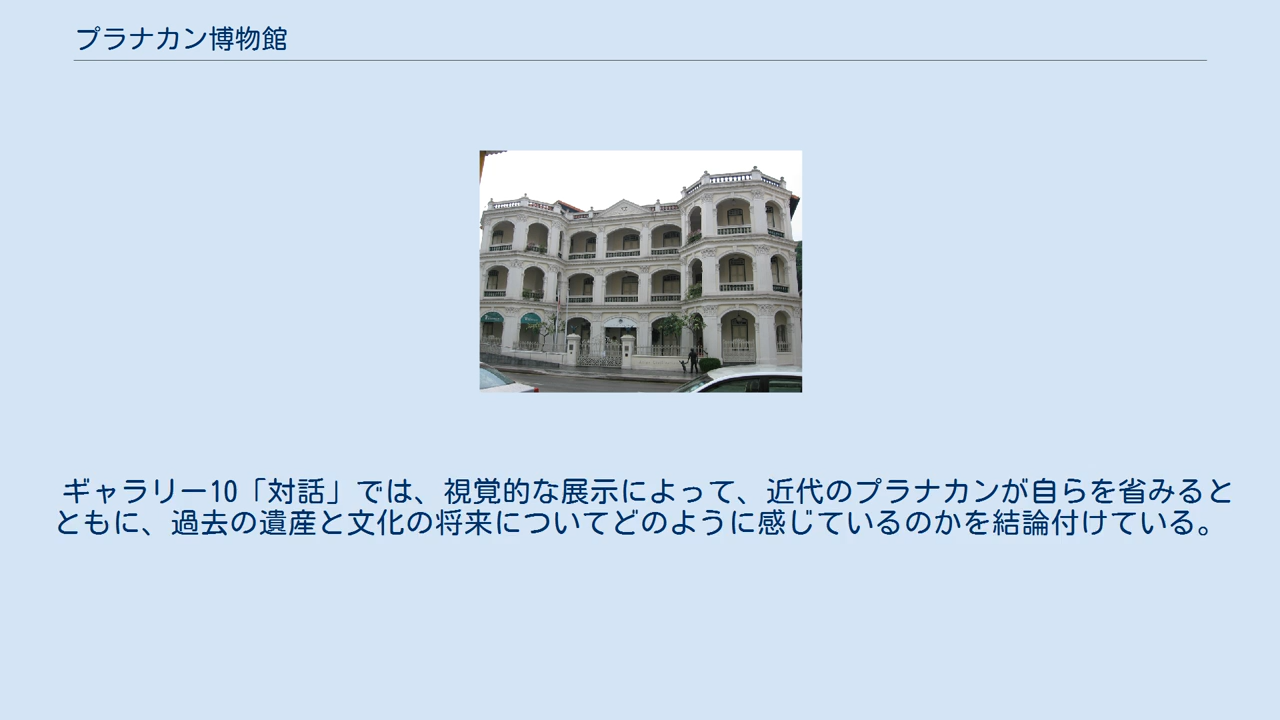 プラナカン博物館
ギャラリー10「対話」では、視覚的な展示によって、近代のプラナカンが自らを省みると
ともに、過去の遺産と文化の将来についてどのように感じているのかを結論付けている。